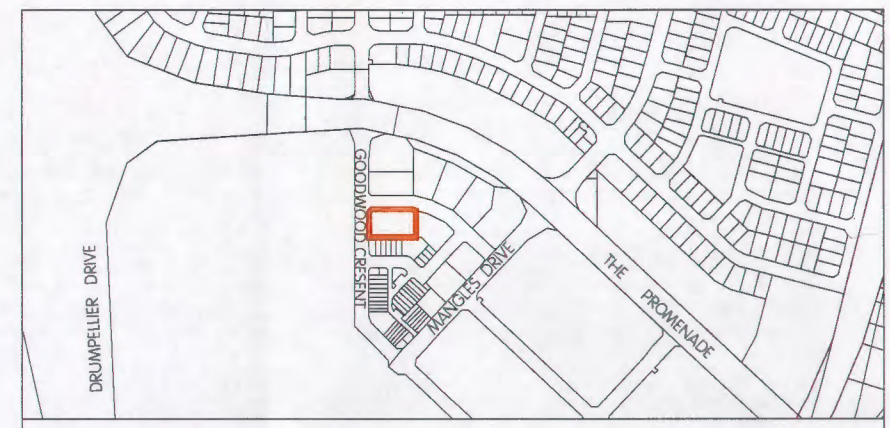 GOODWOOD CRESENT
DRUMPELLIER DRIVE
MANGLES DRIVE
THE PROMENADE